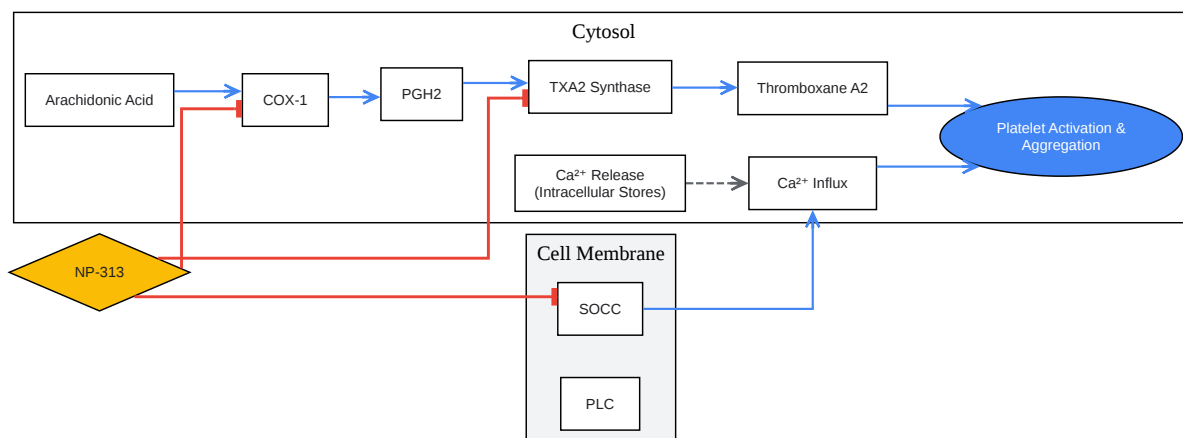 Cytosol
Arachidonic Acid
COX-1
PGH2
TXA2 Synthase
Thromboxane A2
Platelet Activation &
Aggregation
Ca²⁺ Release
(Intracellular Stores)
Ca²⁺ Influx
NP-313
Cell Membrane
SOCC
PLC